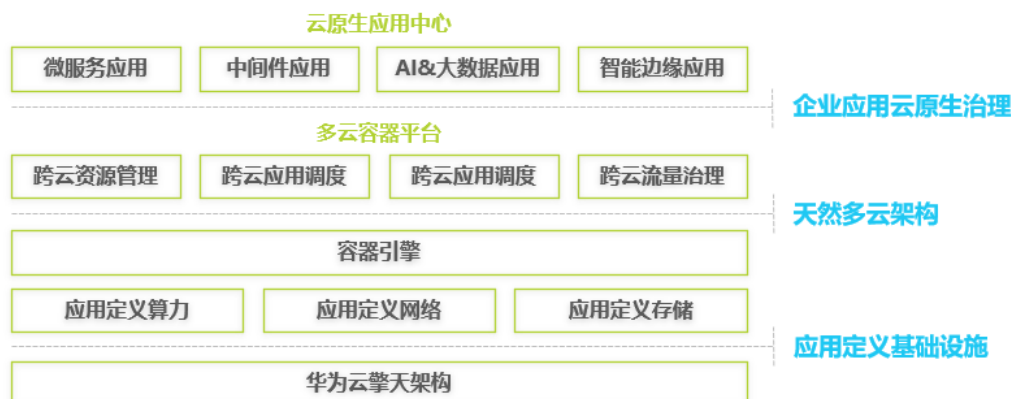 云原生应用中心
微服务应用
中间件应用
AI&大数据应用
智能边缘应用
企业应用云原生治理
多云容器平台
跨云资源管理
跨云应用调度
跨云应用调度
跨云流量治理
天然多云架构
容器引擎
应用定义算力
应用定义网络
应用定义存储
应用定义基础设施
华为云擎天架构